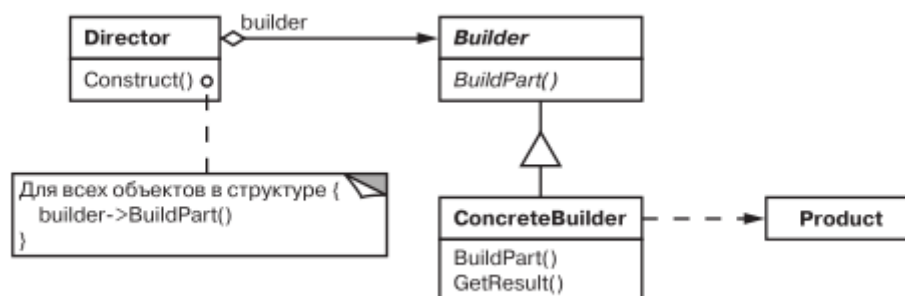 builder
Director
Builder
Construct()
BuildPart()
Для всех объектов в структуре {
builder->BuildPart()
}
ConcreteBuilder
Product
BuildPart()
GetResult()